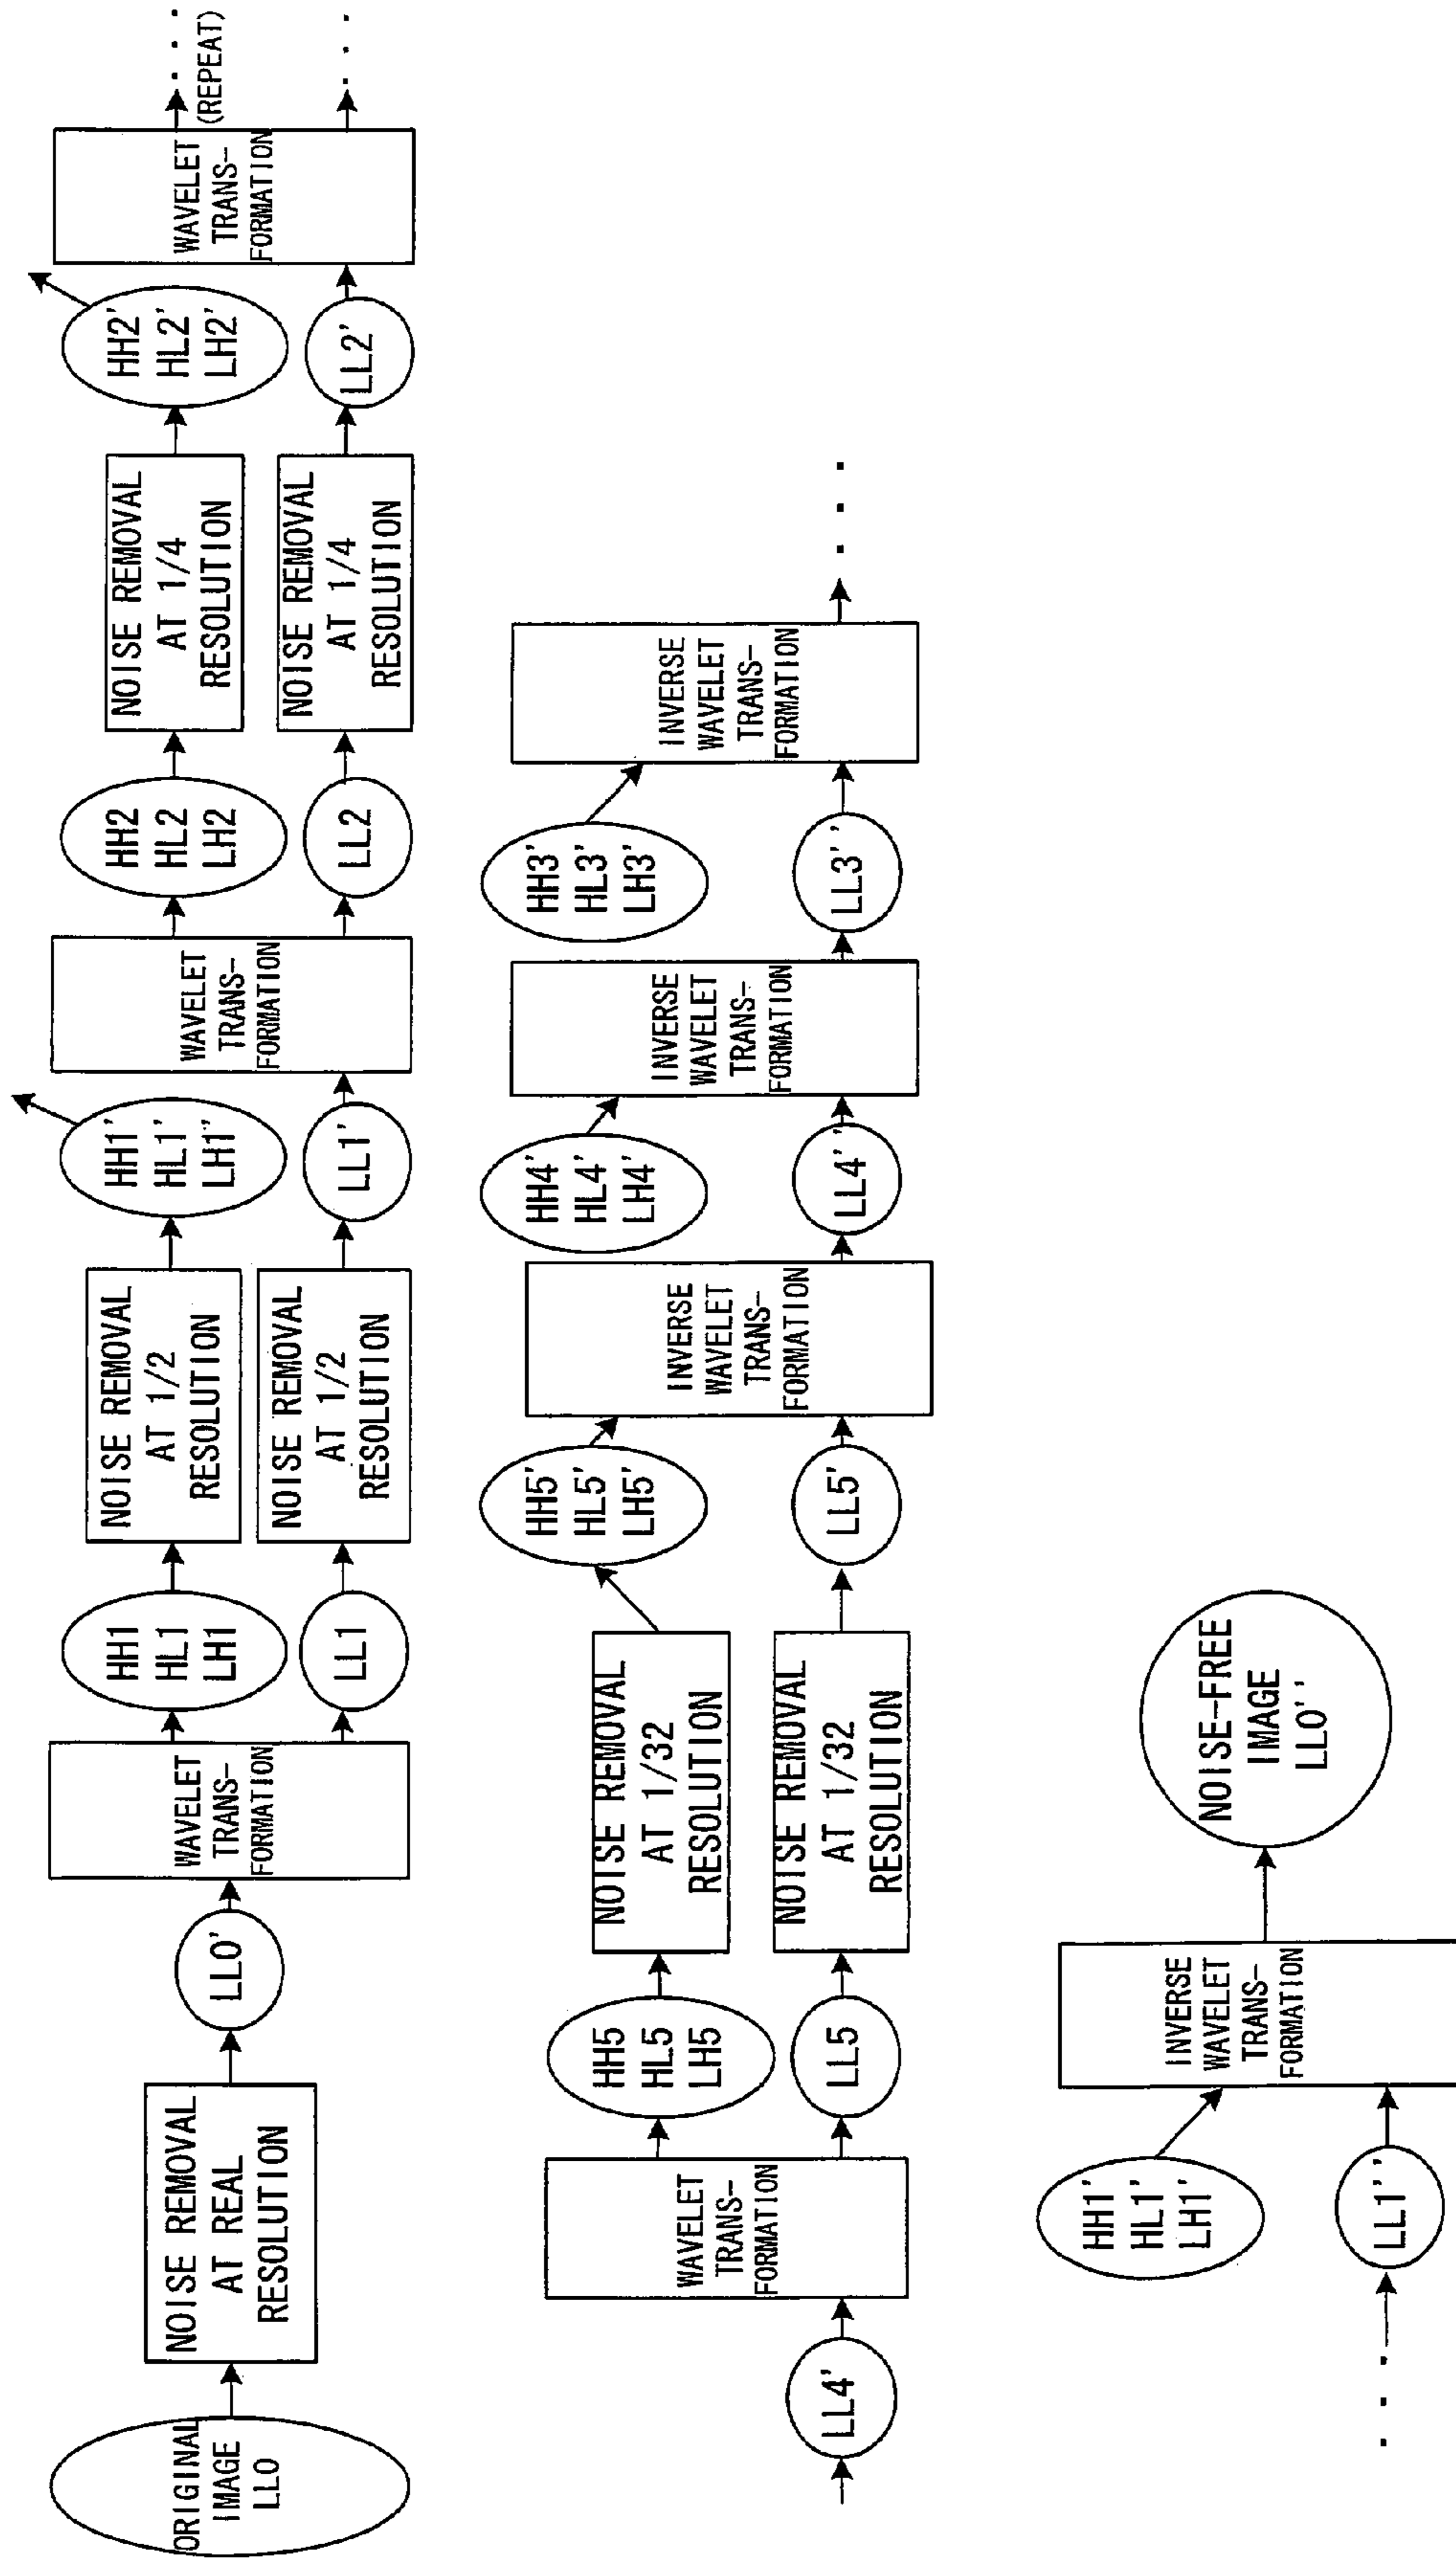 ORIGINAL
IMAGE
LL0
NOISE REMOVAL
AT REAL
RESOLUTION
LL0'
WAVELET
TRANS-
FORMATION
HH1
HL1
LH1
LL1
NOISE REMOVAL
AT 1/2
RESOLUTION
NOISE REMOVAL
AT 1/2
RESOLUTION
HH1'
HL1'
LH1'
LL1'
WAVELET
TRANS-
FORMATION
HH2
HL2
LH2
LL2
NOISE REMOVAL
AT 1/4
RESOLUTION
NOISE REMOVAL
AT 1/4
RESOLUTION
HH2'
HL2'
LH2'
LL2'
WAVELET
TRANS-
FORMATION
. . .
(REPEAT)
. . .
LL4'
WAVELET
TRANS-
FORMATION
HH5
HL5
LH5
LL5
NOISE REMOVAL
AT 1/32
RESOLUTION
NOISE REMOVAL
AT 1/32
RESOLUTION
HH5'
HL5'
LH5'
LL5'
INVERSE
WAVELET
TRANS-
FORMATION
HH4'
HL4'
LH4'
LL4''
INVERSE
WAVELET
TRANS-
FORMATION
HH3'
HL3'
LH3'
LL3''
INVERSE
WAVELET
TRANS-
FORMATION
. . .
. . .
HH1'
HL1'
LH1'
LL1''
INVERSE
WAVELET
TRANS-
FORMATION
NOISE-FREE
IMAGE
LL0''